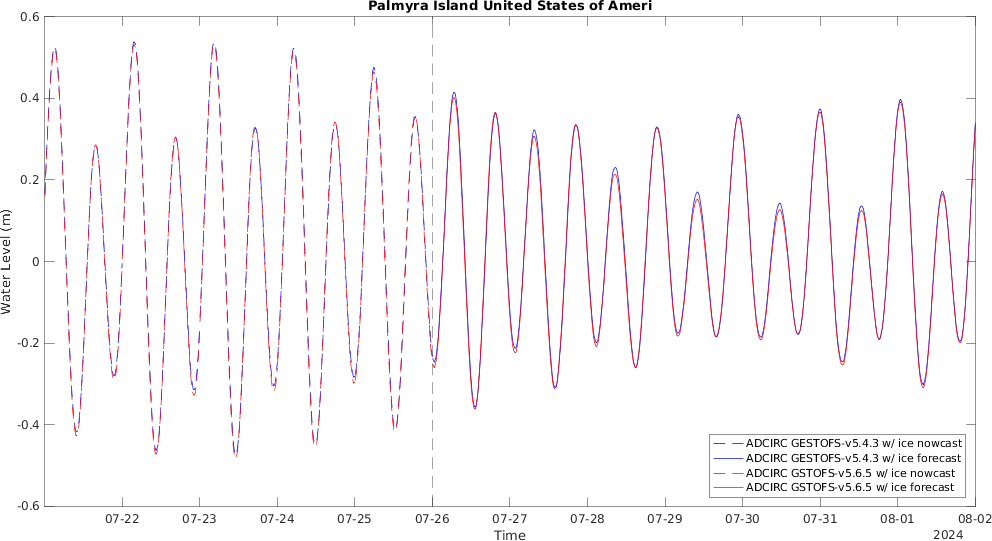 Palmyra Island United States of Ameri
0.6
0.4
0.2
0
-0.2
-0.4
-0.6
Water Level (m)
ADCIRC GESTOFS-v5.4.3 w/ ice nowcast
ADCIRC GESTOFS-v5.4.3 w/ ice forecast
ADCIRC GSTOFS-v5.6.5 w/ ice nowcast
ADCIRC GSTOFS-v5.6.5 w/ ice forecast
07-22 07-23 07-24 07-25 07-26 07-27 07-28 07-29 07-30 07-31 08-01 08-02
Time
2024